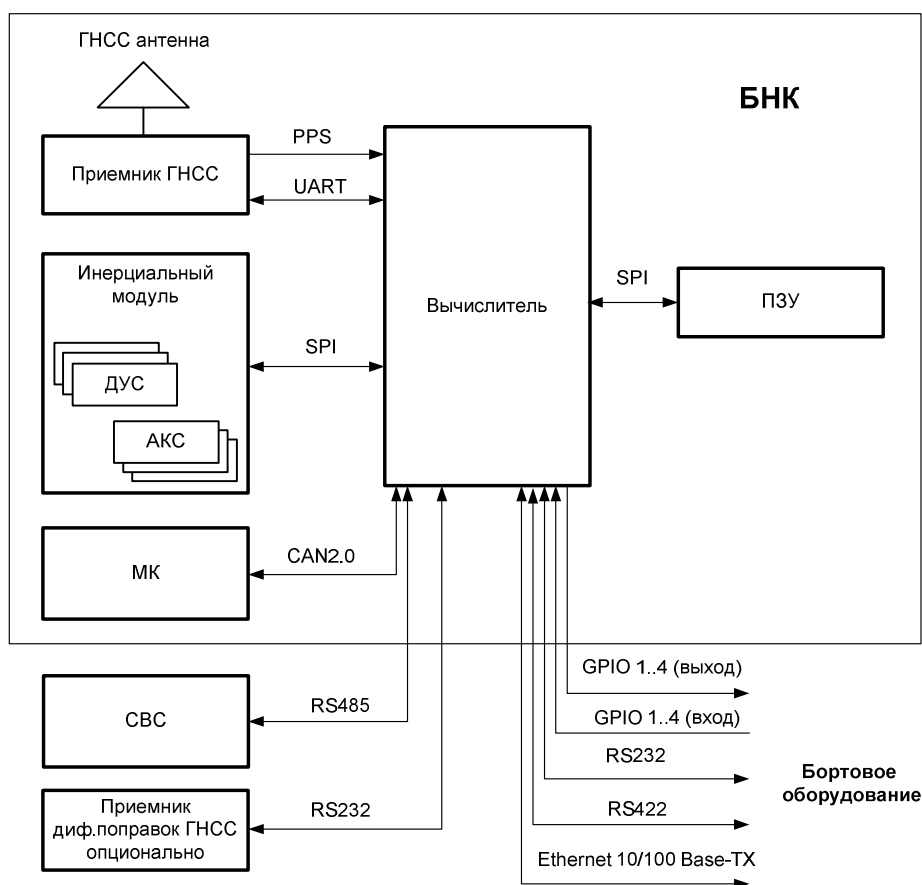 ГНСС антенна
БНК
PPS
Приемник ГНСС
UART
Инерциальный
модуль
SPI
ПЗУ
Вычислитель
SPI
ДУС
АКС
CAN2.0
МК
GPIO 1..4 (выход)
RS485
СВС
GPIO 1..4 (вход)
RS232
Бортовое
оборудование
Приемник
диф.поправок ГНСС
опционально
RS232
RS422
Ethernet 10/100 Base-TX